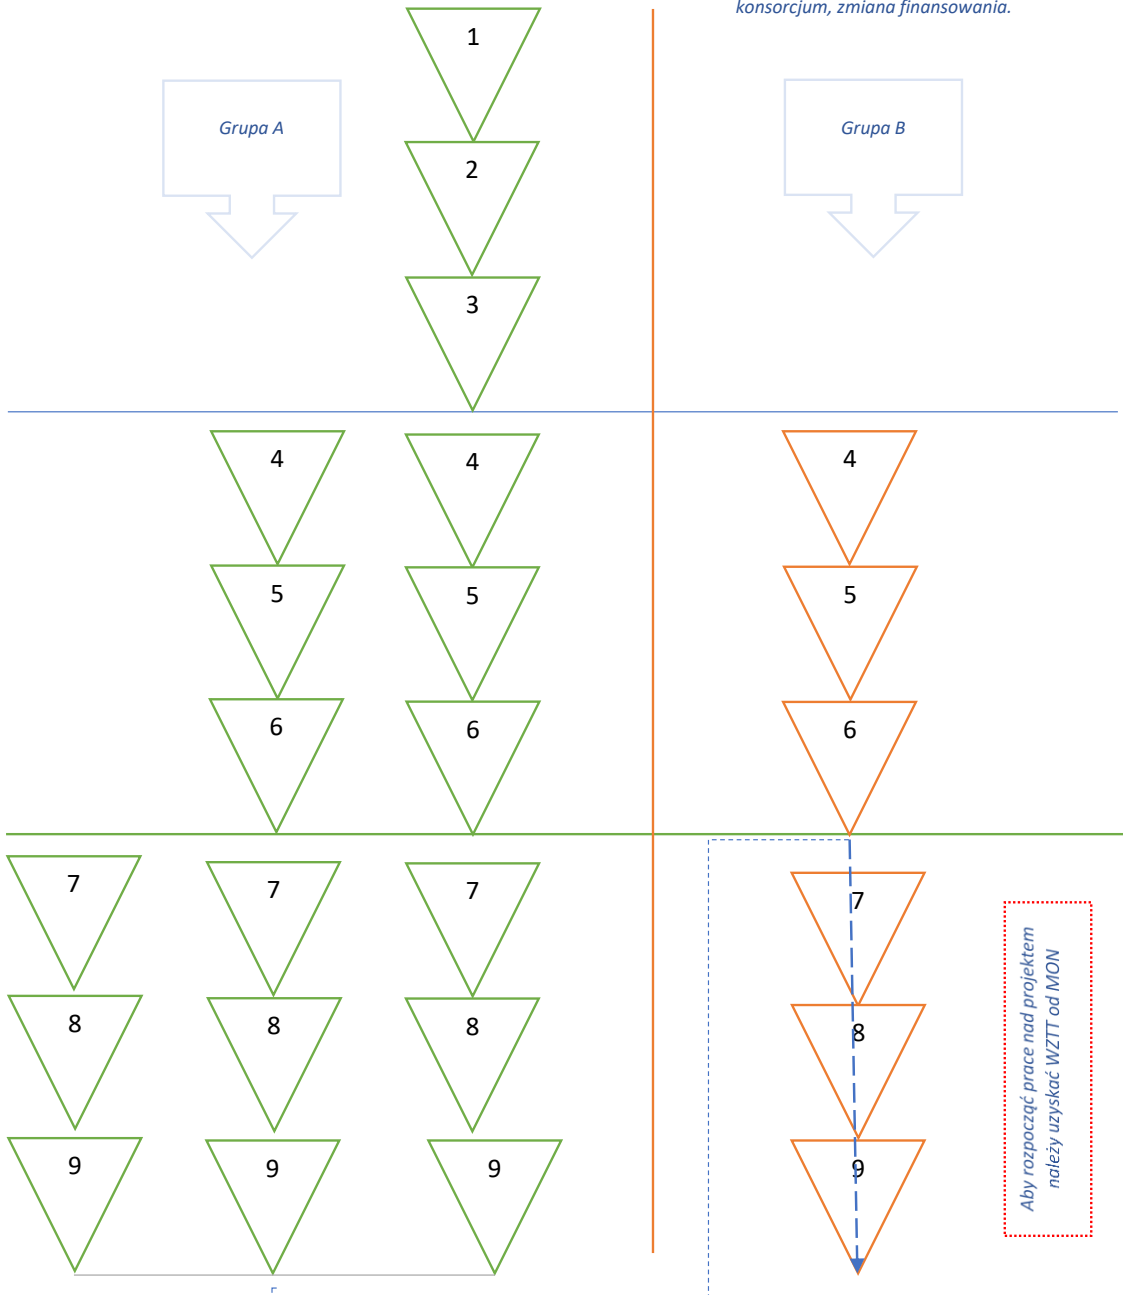 konsorcjum, zmiana finansowania.
1
Grupa A
Grupa B
2
3
4 4 4
5 5 5
6 6 6
7 7 7 7
8 8 8 8
9 9 9 9
Aby rozpocząć prace nad projektem
należy uzyskać WZTT od MON